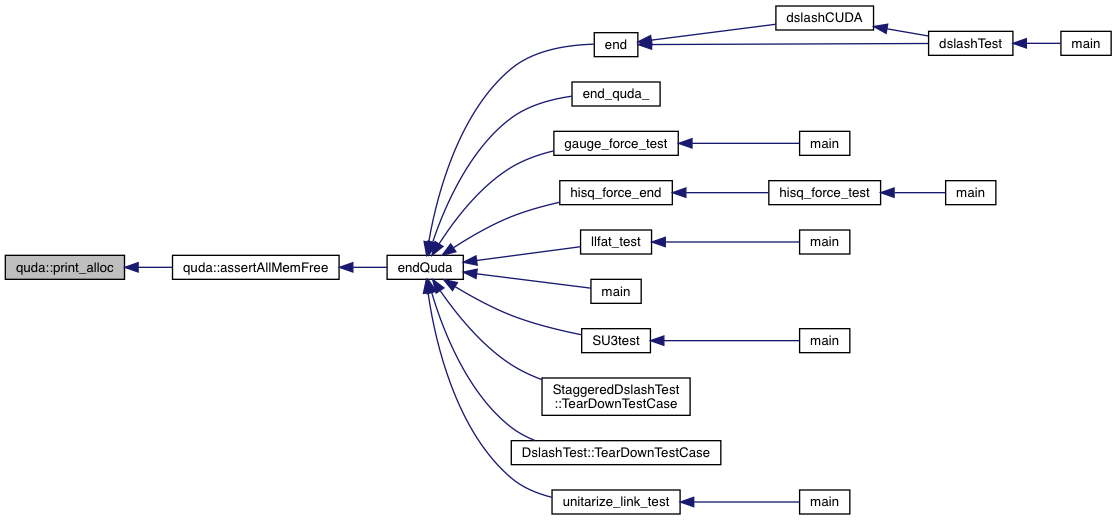 dslashCUDA
end
dslashTest
main
end_quda_
gauge_force_test
main
hisq_force_end
hisq_force_test
main
llfat_test
main
quda::print_alloc
quda::assertAllMemFree
endQuda
main
SU3test
main
StaggeredDslashTest
::TearDownTestCase
DslashTest::TearDownTestCase
unitarize_link_test
main